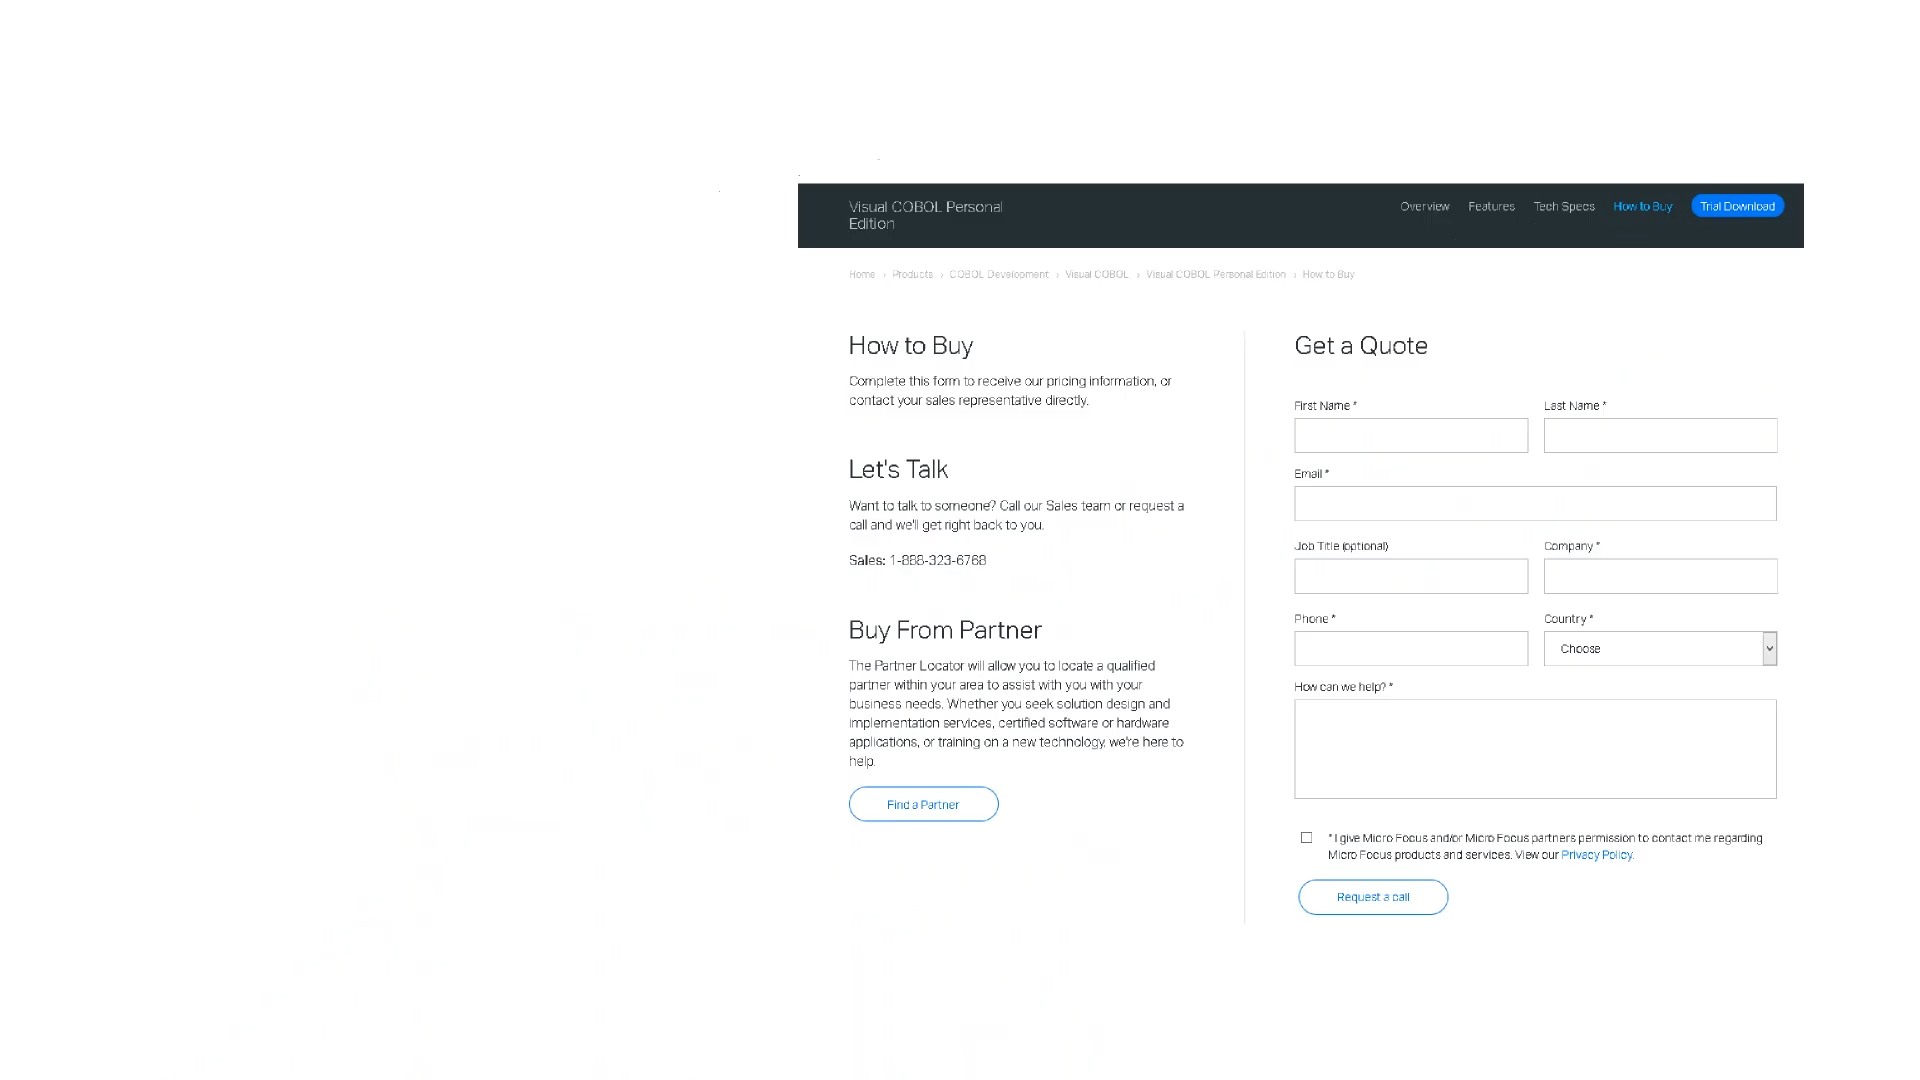 Visual COBOL Personal
Edition
Overview Features Tech Specs How to Buy Trial Download
Home › Products › COBOL Development › Visual COBOL › Visual COBOL Personal Edition › How to Buy
How to Buy
Complete this form to receive our pricing information, or
contact your sales representative directly.
Let's Talk
Want to talk to someone? Call our Sales team or request a
call and we'll get right back to you.
Sales: 1-888-323-6768
Buy From Partner
The Partner Locator will allow you to locate a qualified
partner within your area to assist with you with your
business needs. Whether you seek solution design and
implementation services, certified software or hardware
applications, or training on a new technology, we're here to
help.
Find a Partner
Get a Quote
First Name * Last Name *
Email *
Job Title (optional) Company *
Phone * Country *
Choose
How can we help? *
* I give Micro Focus and/or Micro Focus partners permission to contact me regarding
Micro Focus products and services. View our Privacy Policy.
Request a call